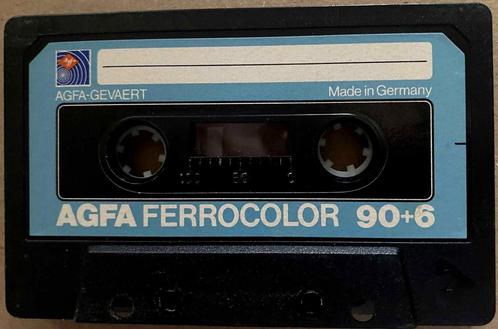 AGFA-GEVAERT Made in Germany
100 50 0
AGFA FERROCOLOR 90+6